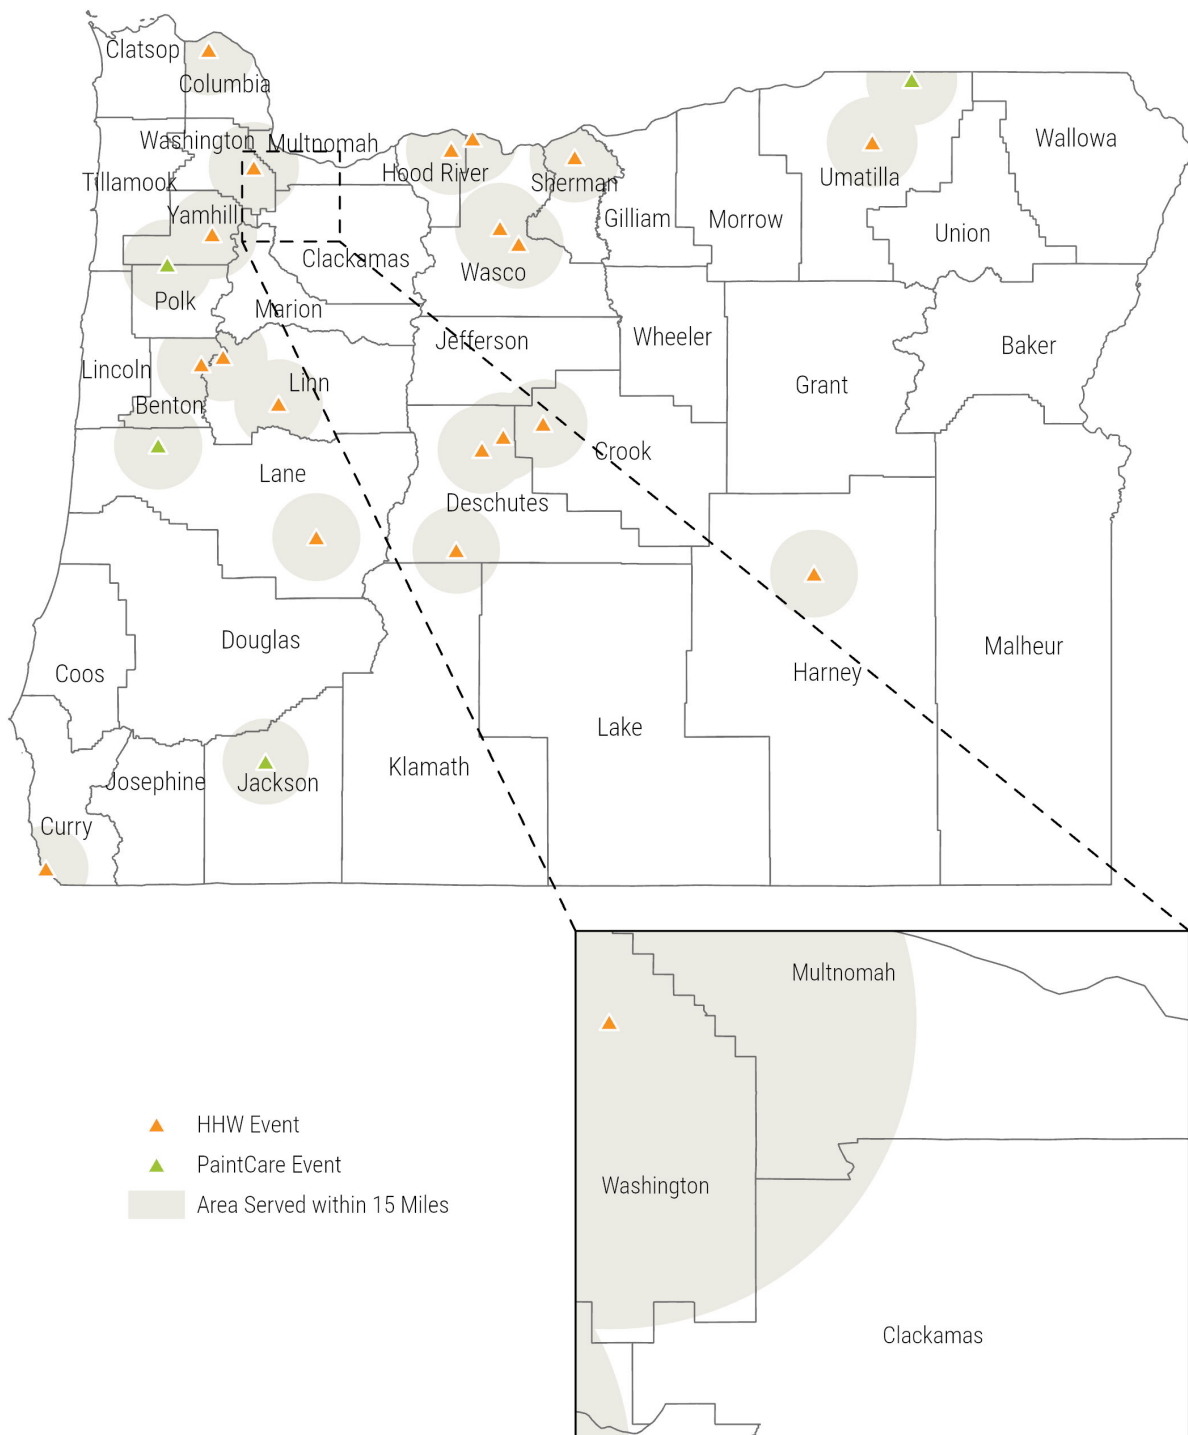 Clatsop
Columbia
Washington
Multnomah
Tillamook
Hood River
Sherman
Umatilla
Wallowa
Yamhill
Gilliam
Morrow
Union
Clackamas
Wasco
Polk
Marion
Jefferson
Wheeler
Baker
Lincoln
Linn
Grant
Benton
Lane
Crook
Deschutes
Douglas
Malheur
Coos
Harney
Lake
Klamath
Josephine
Jackson
Curry
Multnomah
Washington
Clackamas
HHW Event
PaintCare Event
Area Served within 15 Miles